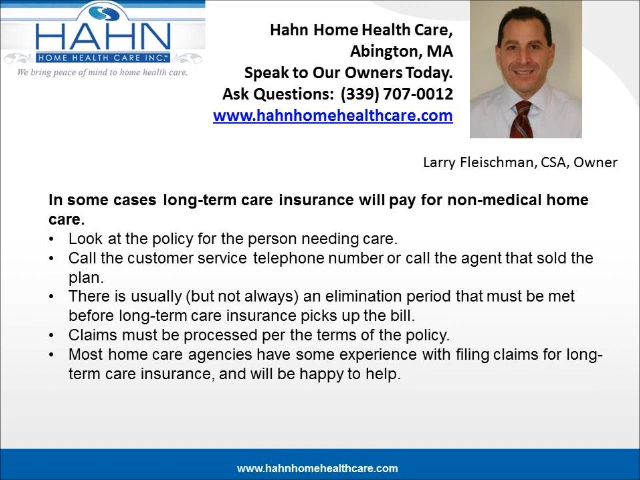 HAHN
HOME HEALTH CARE INC.
We bring peace of mind to home health care.
Hahn Home Health Care,
Abington, MA
Speak to Our Owners Today.
Ask Questions: (339) 707-0012
www.hahnhomehealthcare.com
Larry Fleischman, CSA, Owner
In some cases long-term care insurance will pay for non-medical home
care.
• Look at the policy for the person needing care.
• Call the customer service telephone number or call the agent that sold the
plan.
• There is usually (but not always) an elimination period that must be met
before long-term care insurance picks up the bill.
• Claims must be processed per the terms of the policy.
• Most home care agencies have some experience with filing claims for long-
term care insurance, and will be happy to help.
www.hahnhomehealthcare.com